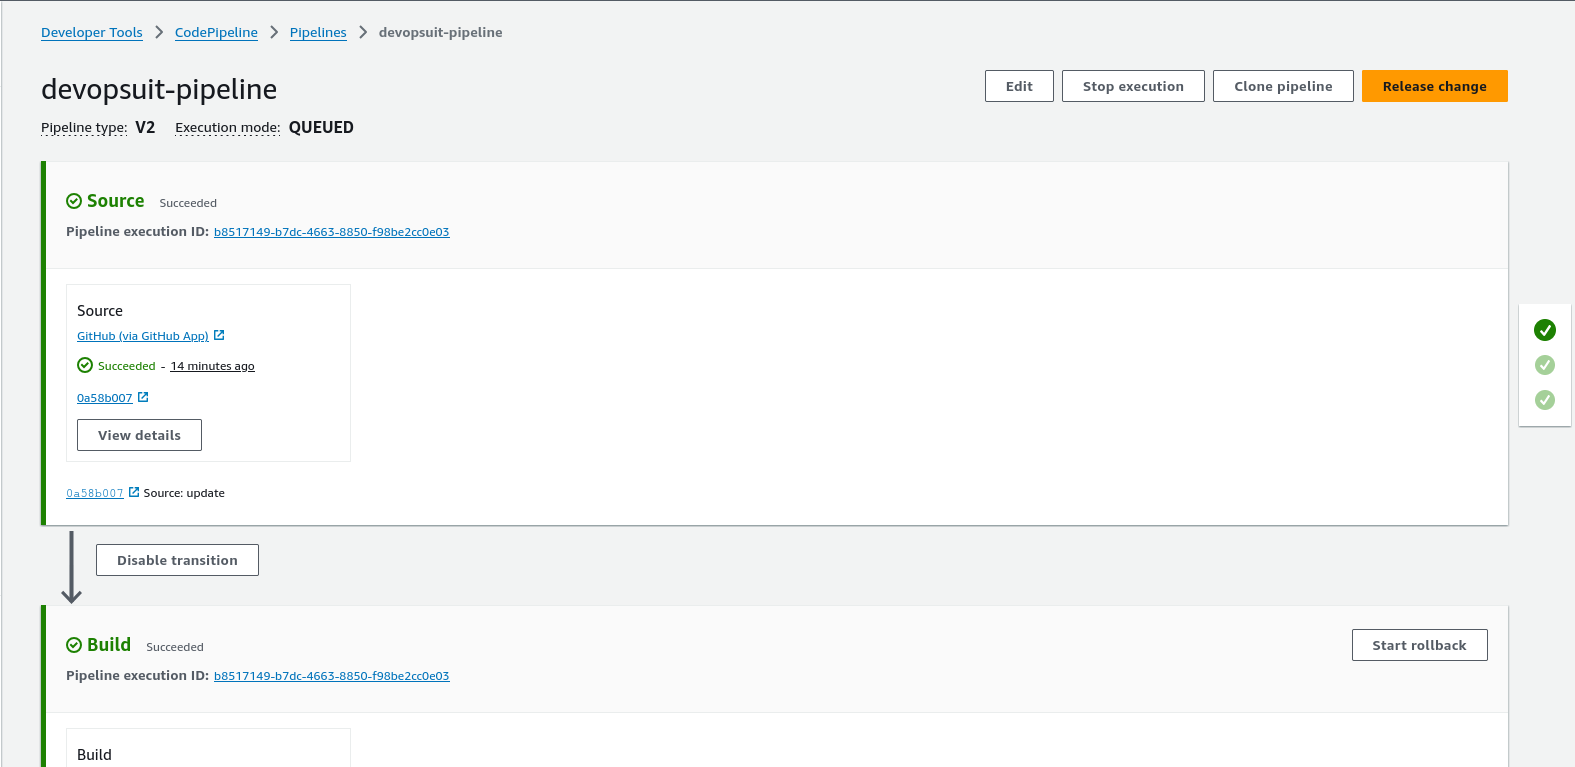 Developer Tools > CodePipeline > Pipelines > devopsuit-pipeline
devopsuit-pipeline
Edit
Stop execution
Clone pipeline
Release change
Pipeline type: V2 Execution mode: QUEUED
Source Succeeded
Pipeline execution ID: b8517149-b7dc-4663-8850-f98be2cc0e03
Source
GitHub (via GitHub App)
Succeeded - 14 minutes ago
0a58b007
View details
0a58b007 Source: update
Disable transition
Build Succeeded
Start rollback
Pipeline execution ID: b8517149-b7dc-4663-8850-f98be2cc0e03
Build